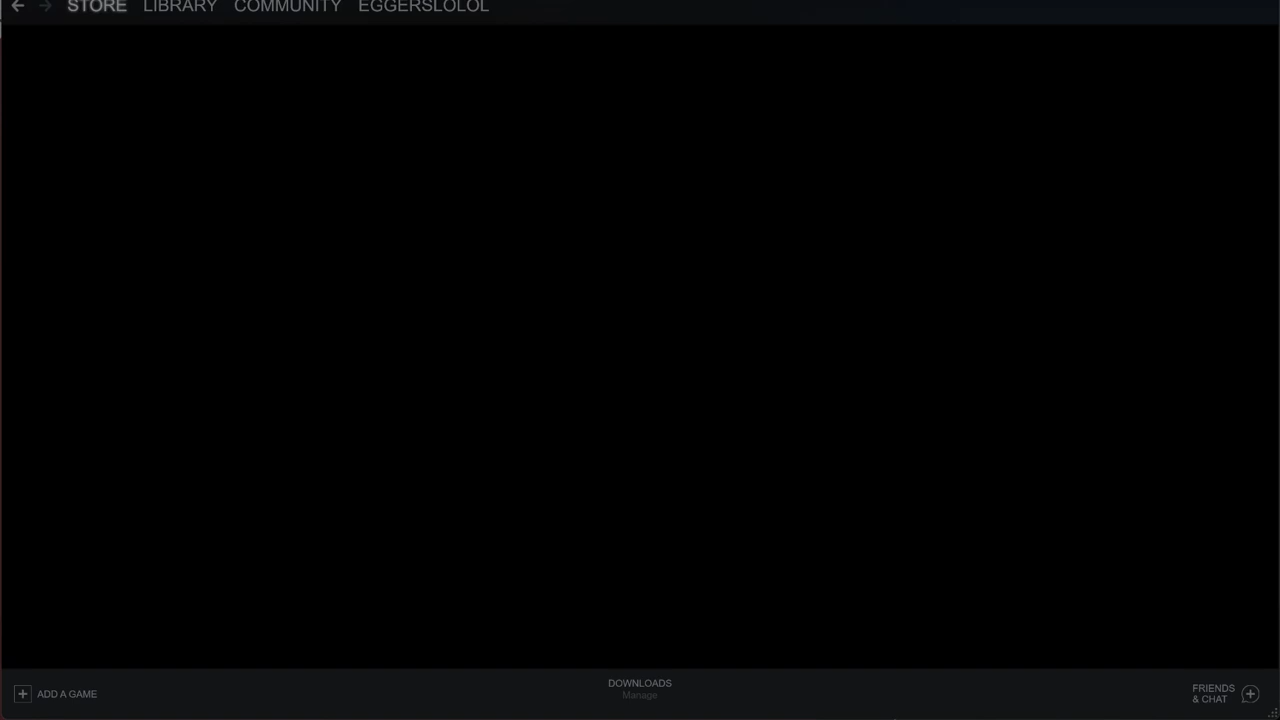 STORE LIBRARY COMMUNITY EGGERSLOLOL
ADD A GAME
DOWNLOADS
Manage
FRIENDS
& CHAT